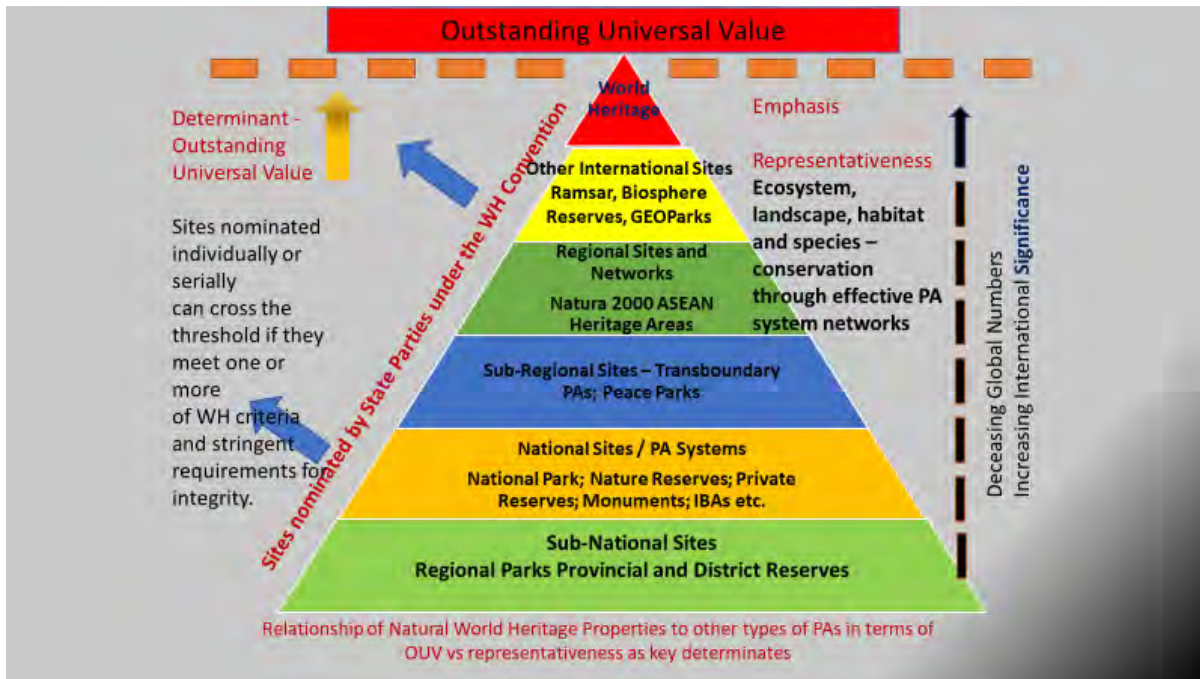 Outstanding Universal Value
World
Heritage
Determinant -
Outstanding
Universal Value
Sites nominated
individually or
serially
can cross the
threshold if they
meet one or
more
of WH criteria
and stringent
requirements for
integrity.
Sites nominated by State Parties under the WH Convention
Other International Sites
Ramsar, Biosphere
Reserves, GEOParks
Regional Sites and
Networks
Natura 2000 ASEAN
Heritage Areas
Sub-Regional Sites – Transboundary
PAs; Peace Parks
National Sites / PA Systems
National Park; Nature Reserves; Private
Reserves; Monuments; IBAs etc.
Sub-National Sites
Regional Parks Provincial and District Reserves
Emphasis
Representativeness
Ecosystem,
landscape, habitat
and species –
conservation
through effective PA
system networks
Deceasing Global Numbers
Increasing International Significance
Relationship of Natural World Heritage Properties to other types of PAs in terms of
OUV vs representativeness as key determinates